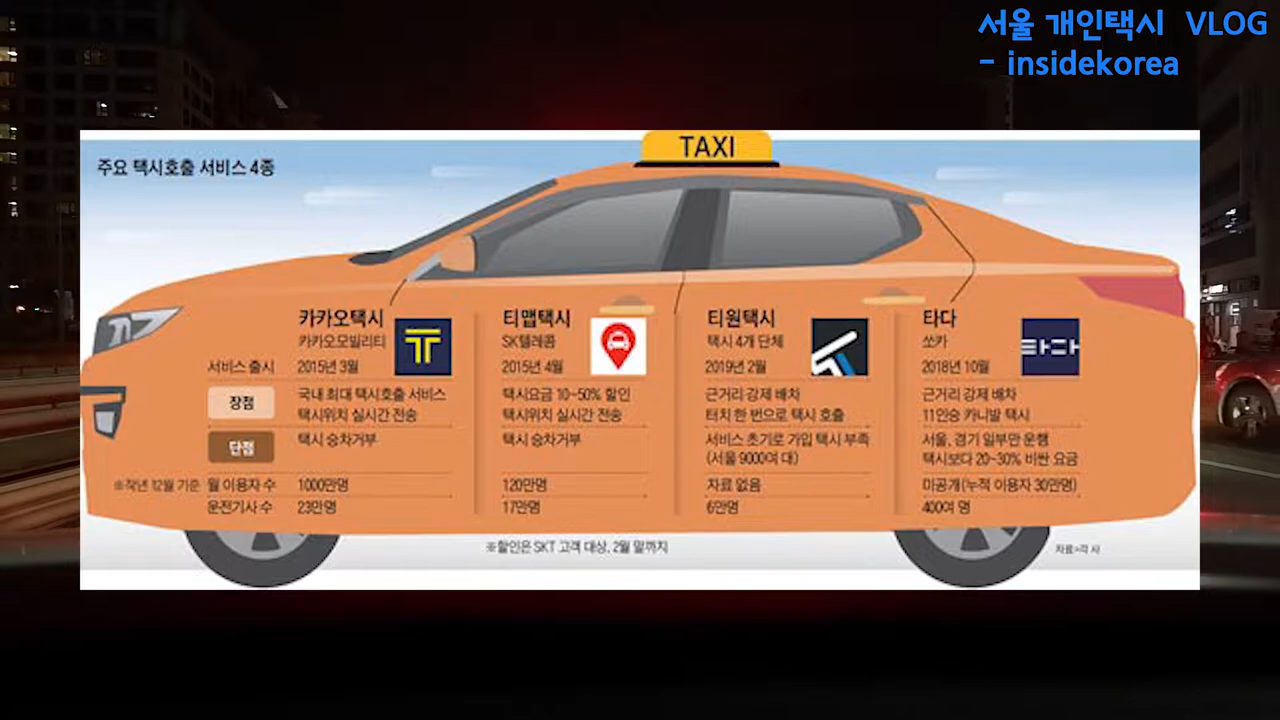 서울 개인택시 VLOG
- insidekorea
TAXI
주요 택시호출 서비스 4종
카카오택시
카카오모빌리티
티맵택시
SK텔레콤
티원택시
택시 4개 단체
타다
쏘카
타다
서비스 출시 2015년 3월 2015년 4월 2019년 2월 2018년 10월
장점
국내 최대 택시호출 서비스
택시위치 실시간 전송
택시요금 10~50% 할인
택시위치 실시간 전송
근거리 강제 배차
터치 한 번으로 택시 호출
근거리 강제 배차
11인승 카니발 택시
단점
택시 승차거부
택시 승차거부
서비스 초기로 가입 택시 부족
(서울 9000여 대)
서울, 경기 일부만 운행
택시보다 20~30% 비싼 요금
※작년 12월 기준 월 이용자 수 1000만명 120만명 자료 없음 미공개(누적 이용자 30만명)
운전기사 수 23만명 17만명 6만명 400여 명
※할인은 SKT 고객 대상, 2월 말까지
자료>각 사